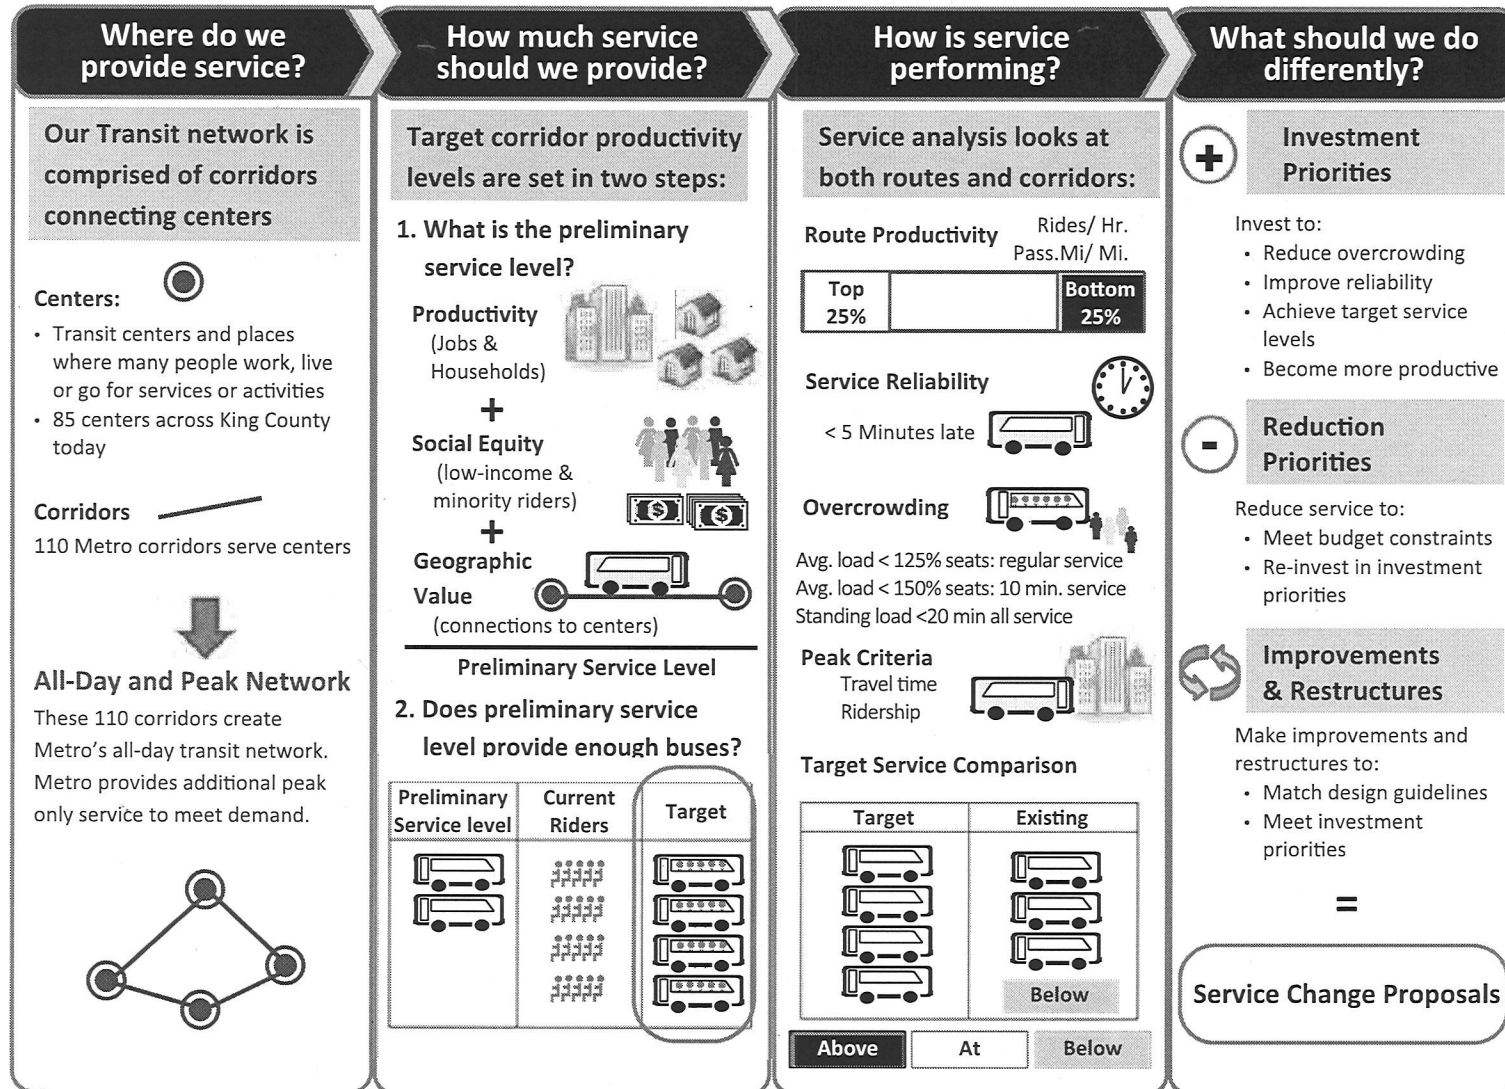 Where do we
provide service?
Our Transit network is
comprised of corridors
connecting centers
Centers:
• Transit centers and places
where many people work, live
or go for services or activities
• 85 centers across King County
today
Corridors
110 Metro corridors serve centers
All-Day and Peak Network
These 110 corridors create
Metro's all-day transit network.
Metro provides additional peak
only service to meet demand.
How much service
should we provide?
Target corridor productivity
levels are set in two steps:
1. What is the preliminary
service level?
Productivity
(Jobs &
Households)
+
Social Equity
(low-income &
minority riders)
$ $
+
Geographic
Value
(connections to centers)
Preliminary Service Level
2. Does preliminary service
level provide enough buses?
Preliminary
Service level
Current
Riders
Target
How is service
performing?
Service analysis looks at
both routes and corridors:
Route Productivity
Rides/ Hr.
Pass.Mi/ Mi.
Top
25%
Bottom
25%
Service Reliability
< 5 Minutes late
Overcrowding
Avg. load < 125% seats: regular service
Avg. load < 150% seats: 10 min. service
Standing load <20 min all service
Peak Criteria
Travel time
Ridership
Target Service Comparison
Target Existing
Below
Above At Below
What should we do
differently?
+
Investment
Priorities
Invest to:
• Reduce overcrowding
• Improve reliability
• Achieve target service
levels
• Become more productive
-
Reduction
Priorities
Reduce service to:
• Meet budget constraints
• Re-invest in investment
priorities
Improvements
& Restructures
Make improvements and
restructures to:
• Match design guidelines
• Meet investment
priorities
=
Service Change Proposals